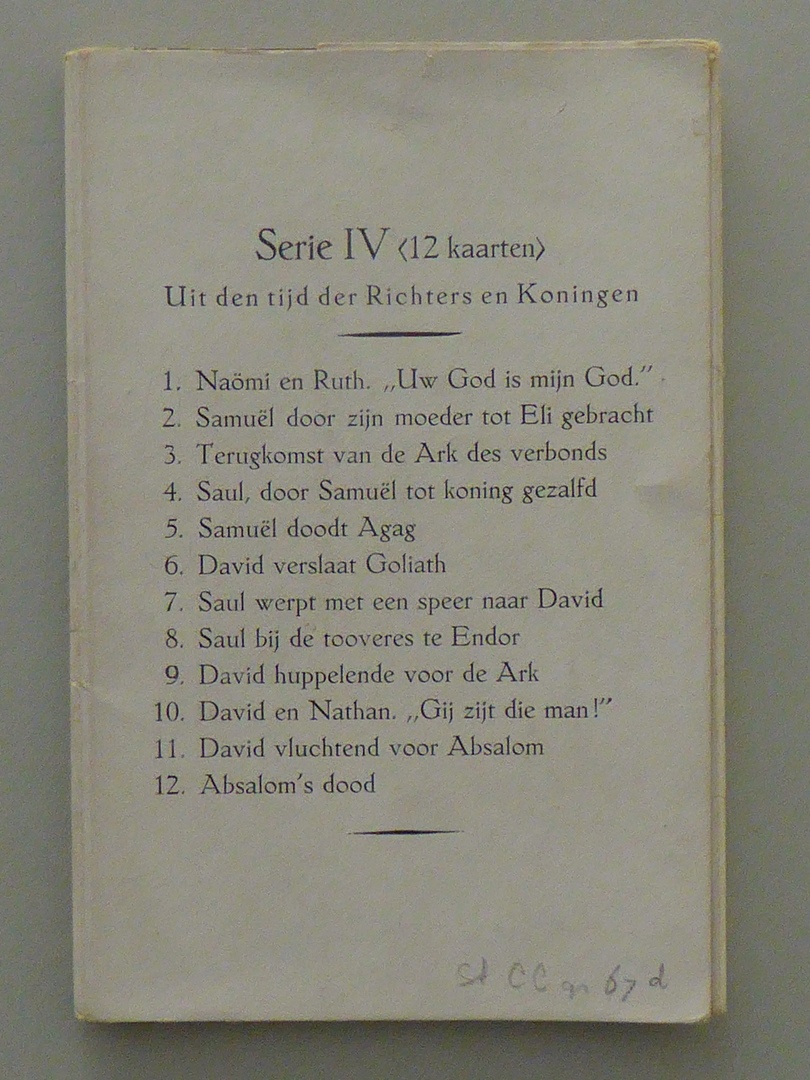 Serie IV ⟨12 kaarten⟩
Uit den tijd der Richters en Koningen
1. Naömi en Ruth. „Uw God is mijn God.”
2. Samuël door zijn moeder tot Eli gebracht
3. Terugkomst van de Ark des verbonds
4. Saul, door Samuël tot koning gezalfd
5. Samuël doodt Agag
6. David verslaat Goliath
7. Saul werpt met een speer naar David
8. Saul bij de tooveres te Endor
9. David huppelende voor de Ark
10. David en Nathan. „Gij zijt die man!”
11. David vluchtend voor Absalom
12. Absalom's dood
CC 67 d